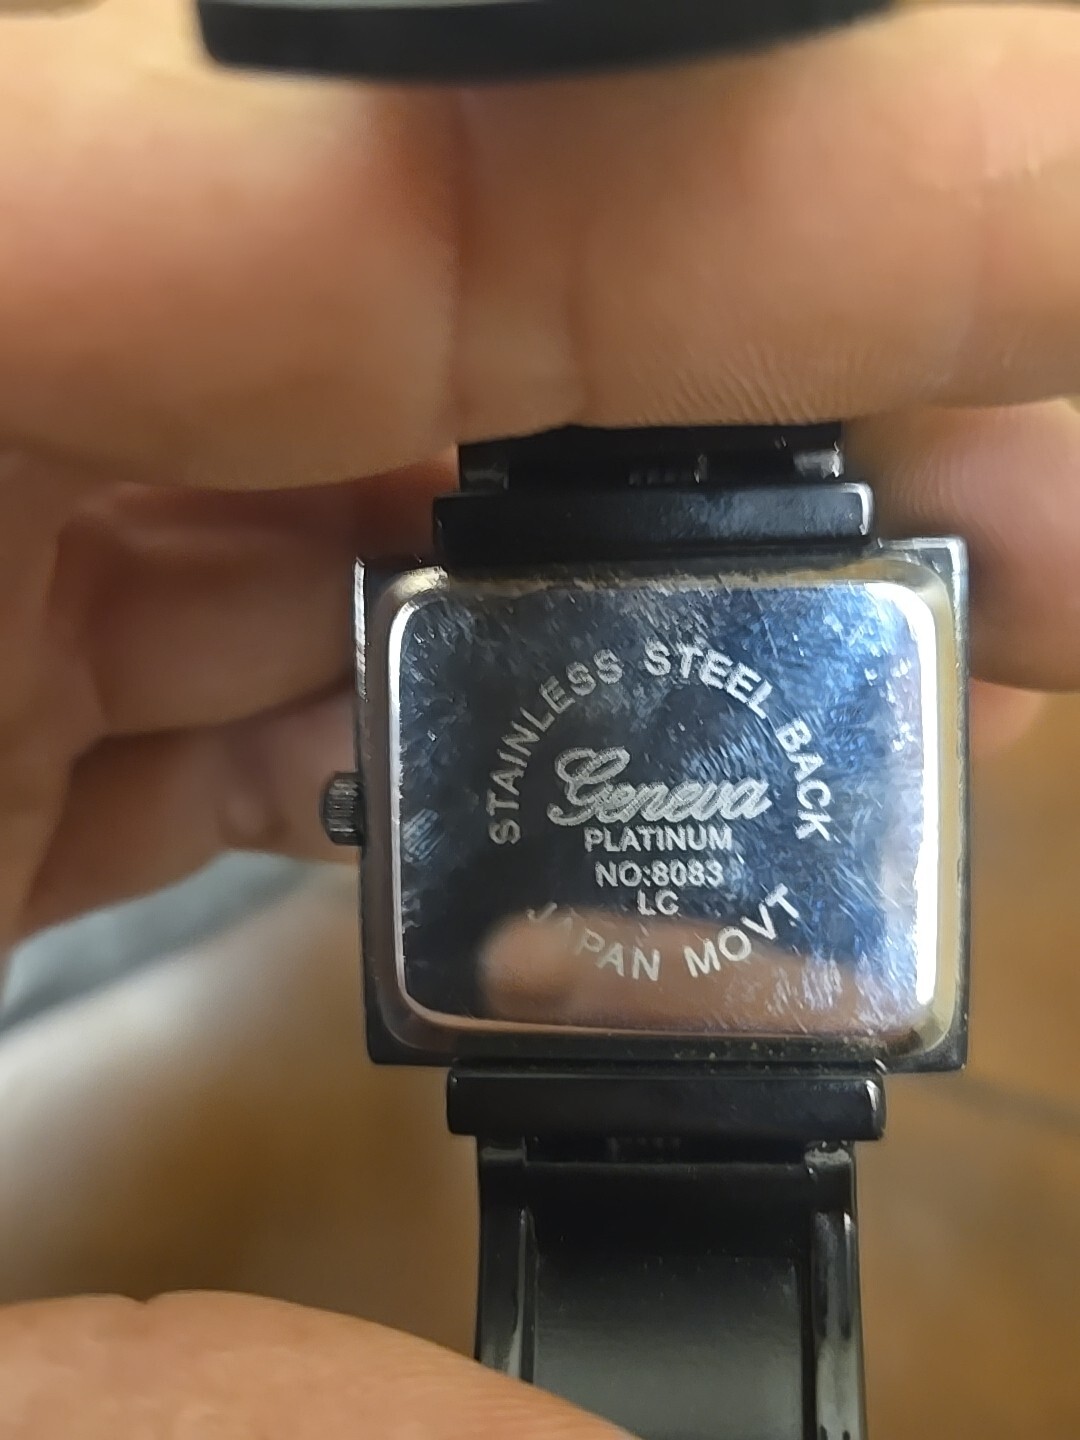 STAINLESS STEEL BACK
Geneva
PLATINUM
NO:8083
LC
JAPAN MOVT